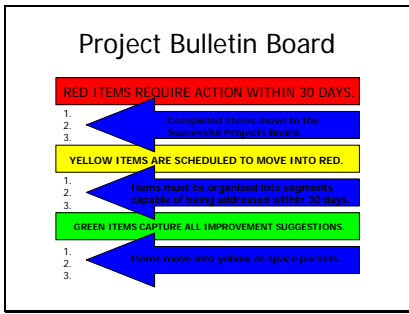 Project Bulletin Board
RED ITEMS REQUIRE ACTION WITHIN 30 DAYS.
1.
2.
3.
Completed Items move to the
Successful Projects Board.
YELLOW ITEMS ARE SCHEDULED TO MOVE INTO RED.
1.
2.
3.
Items must be organized into segments
capable of being addressed within 30 days.
GREEN ITEMS CAPTURE ALL IMPROVEMENT SUGGESTIONS.
1.
2.
3.
Items move into yellow as space permits.